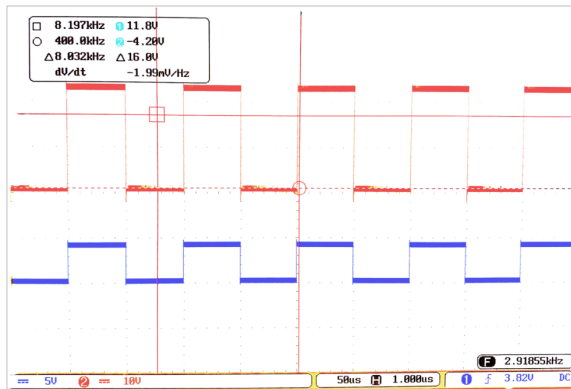 □ 8.197kHz ① 11.8V
○ 400.0kHz ② -4.20V
△8.032kHz △16.0V
dV/dt -1.99mV/Hz
F 2.91855kHz
5V ② 10V 50us H 1.000us ① 3.82V DC